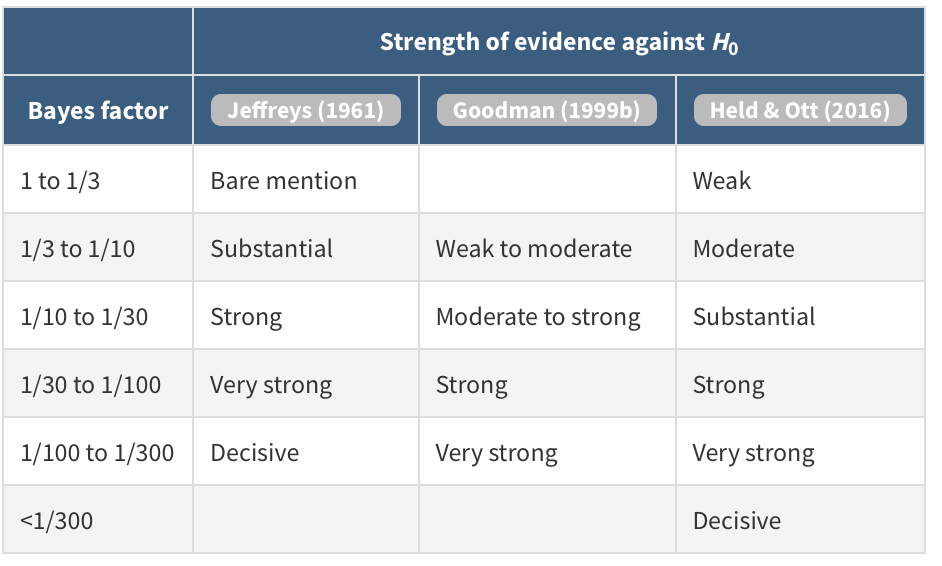 Strength of evidence against H0
Bayes factor Jeffreys (1961) Goodman (1999b) Held & Ott (2016)
1 to 1/3 Bare mention Weak
1/3 to 1/10 Substantial Weak to moderate Moderate
1/10 to 1/30 Strong Moderate to strong Substantial
1/30 to 1/100 Very strong Strong Strong
1/100 to 1/300 Decisive Very strong Very strong
<1/300 Decisive